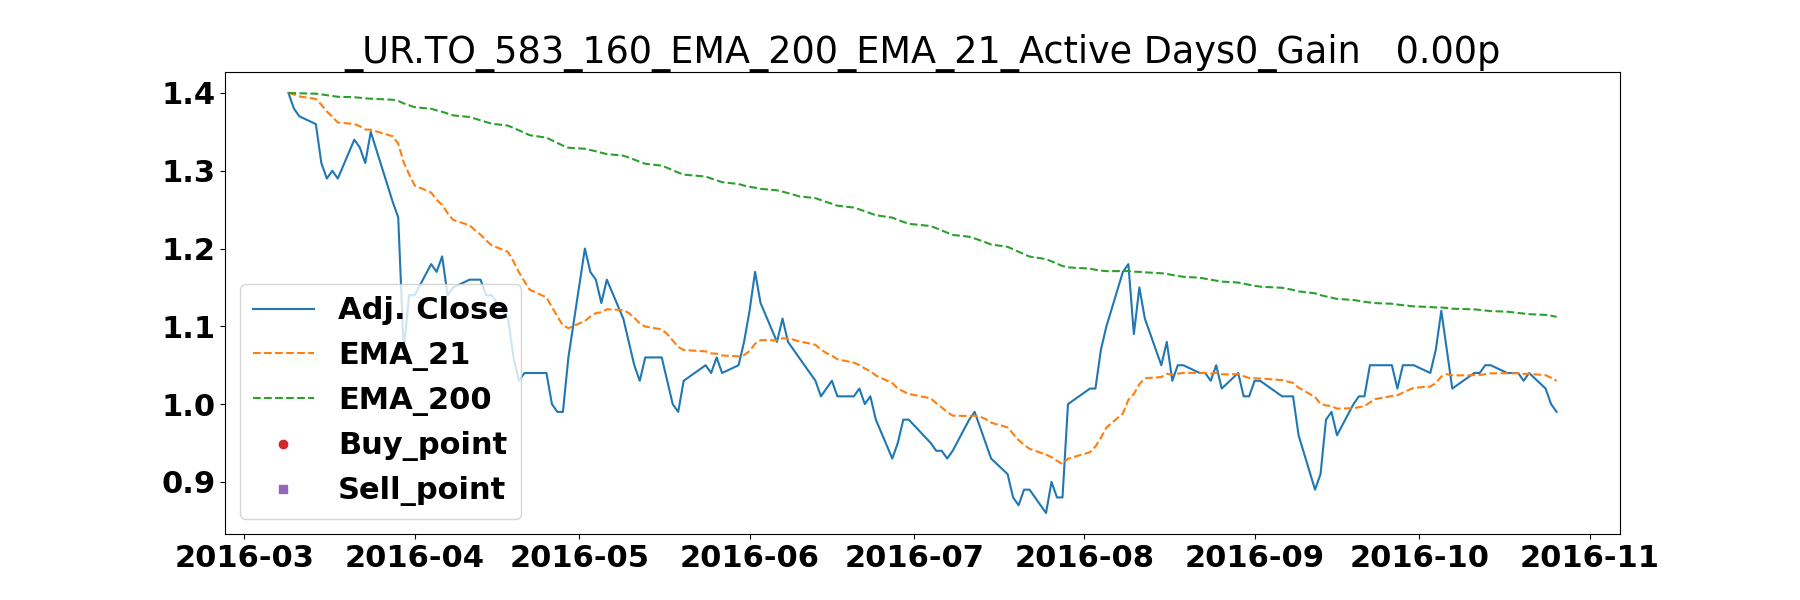 _UR.TO_583_160_EMA_200_EMA_21_Active Days0_Gain   0.00p
1.4
1.3
1.2
1.1
1.0
0.9
Adj. Close
EMA_21
EMA_200
Buy_point
Sell_point
2016-03 2016-04 2016-05 2016-06 2016-07 2016-08 2016-09 2016-10 2016-11